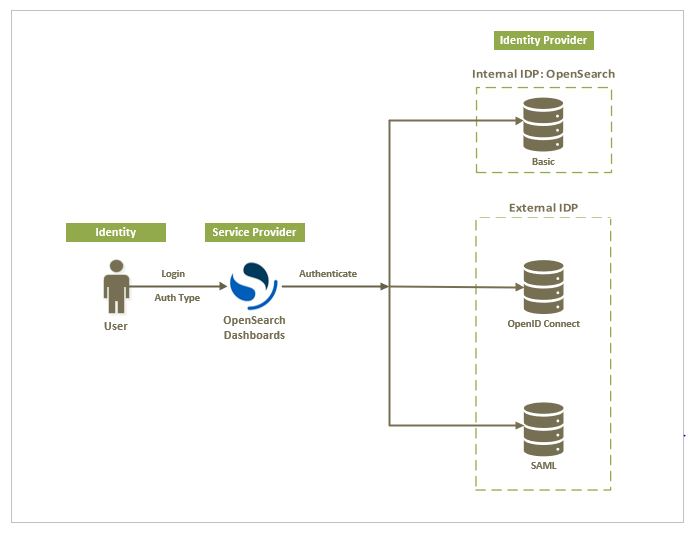 Identity Provider
Internal IDP: OpenSearch
Basic
External IDP
Identity
Service Provider
Login
Auth Type
Authenticate
User
OpenSearch
Dashboards
OpenID Connect
SAML